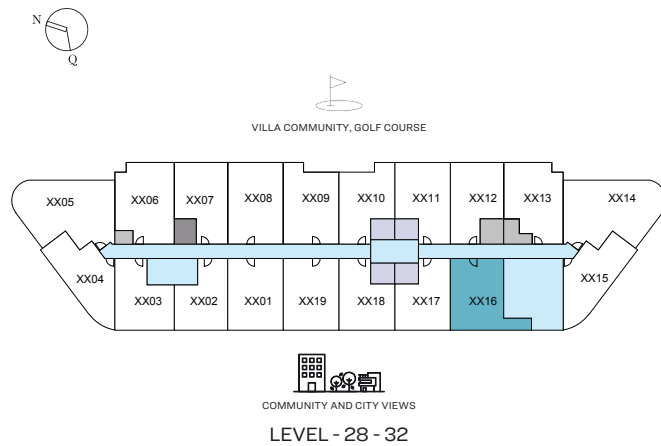 N
Q
VILLA COMMUNITY, GOLF COURSE
XX05
XX06
XX07
XX08
XX09
XX10
XX11
XX12
XX13
XX14
XX04
XX03
XX02
XX01
XX19
XX18
XX17
XX16
XX15
COMMUNITY AND CITY VIEWS
LEVEL - 28 - 32